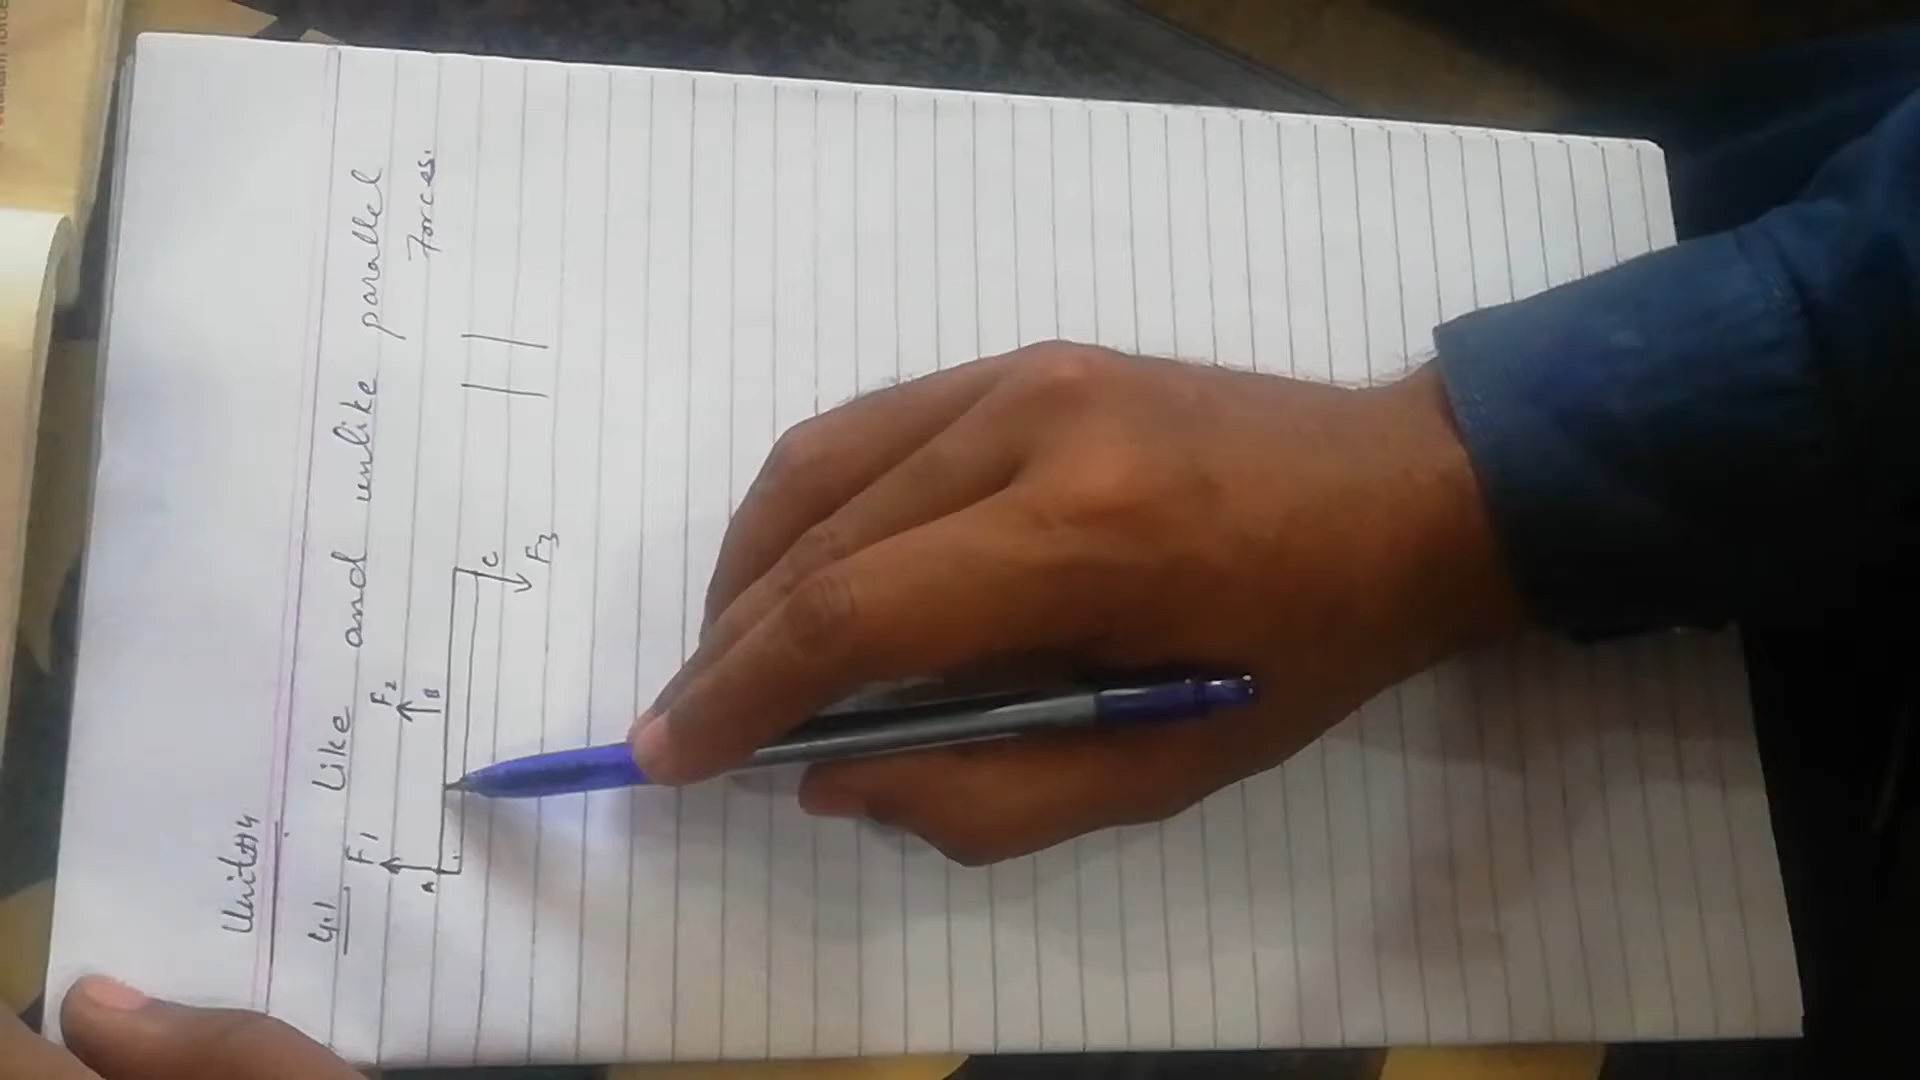 Unit#4
4.1 Like and unlike parallel
Forces.
F1 F2
A B
C
F3